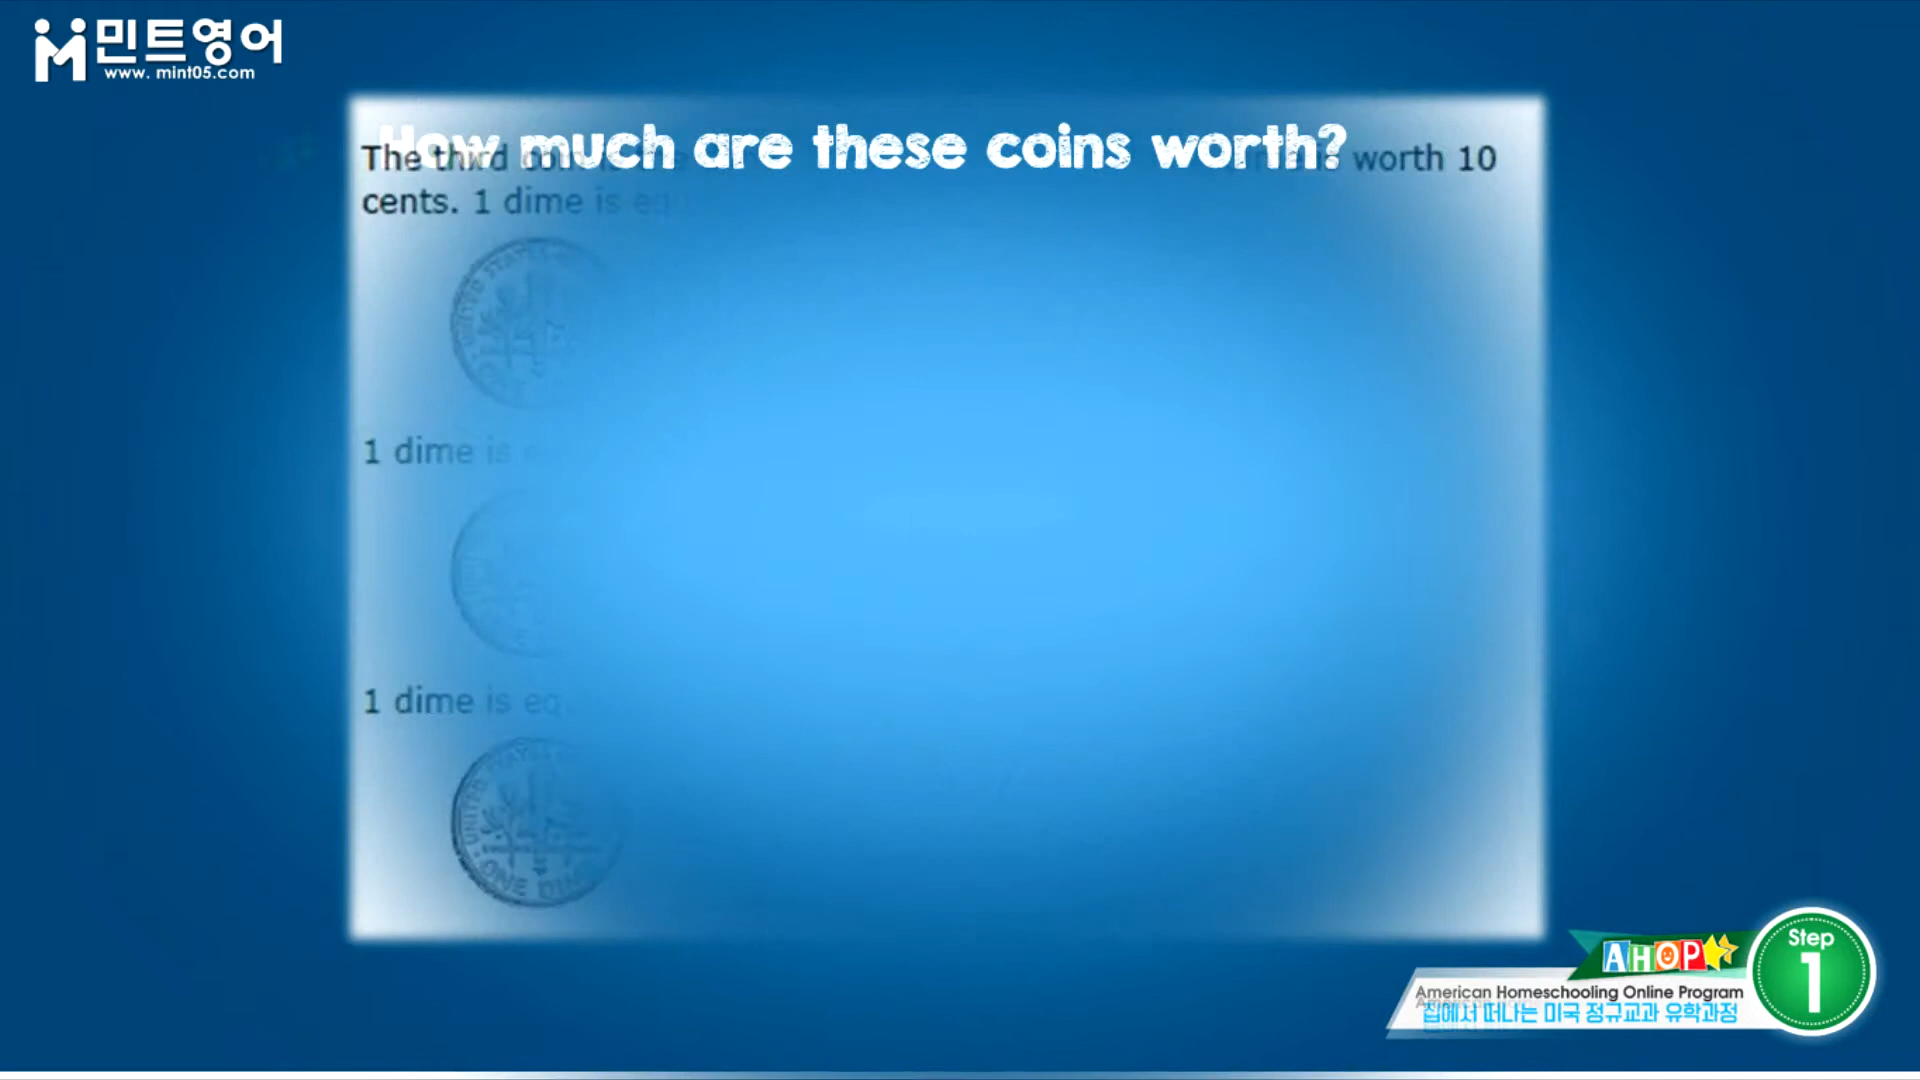 민트영어
www.mint05.com
How much are these coins worth?
The third worth 10
cents. 1 dime is
1 dime is
1 dime is
UNITED STATES
ONE DIME
AHOP
Step
1
American Homeschooling Online Program
집에서 떠나는 미국 정규교과 유학과정